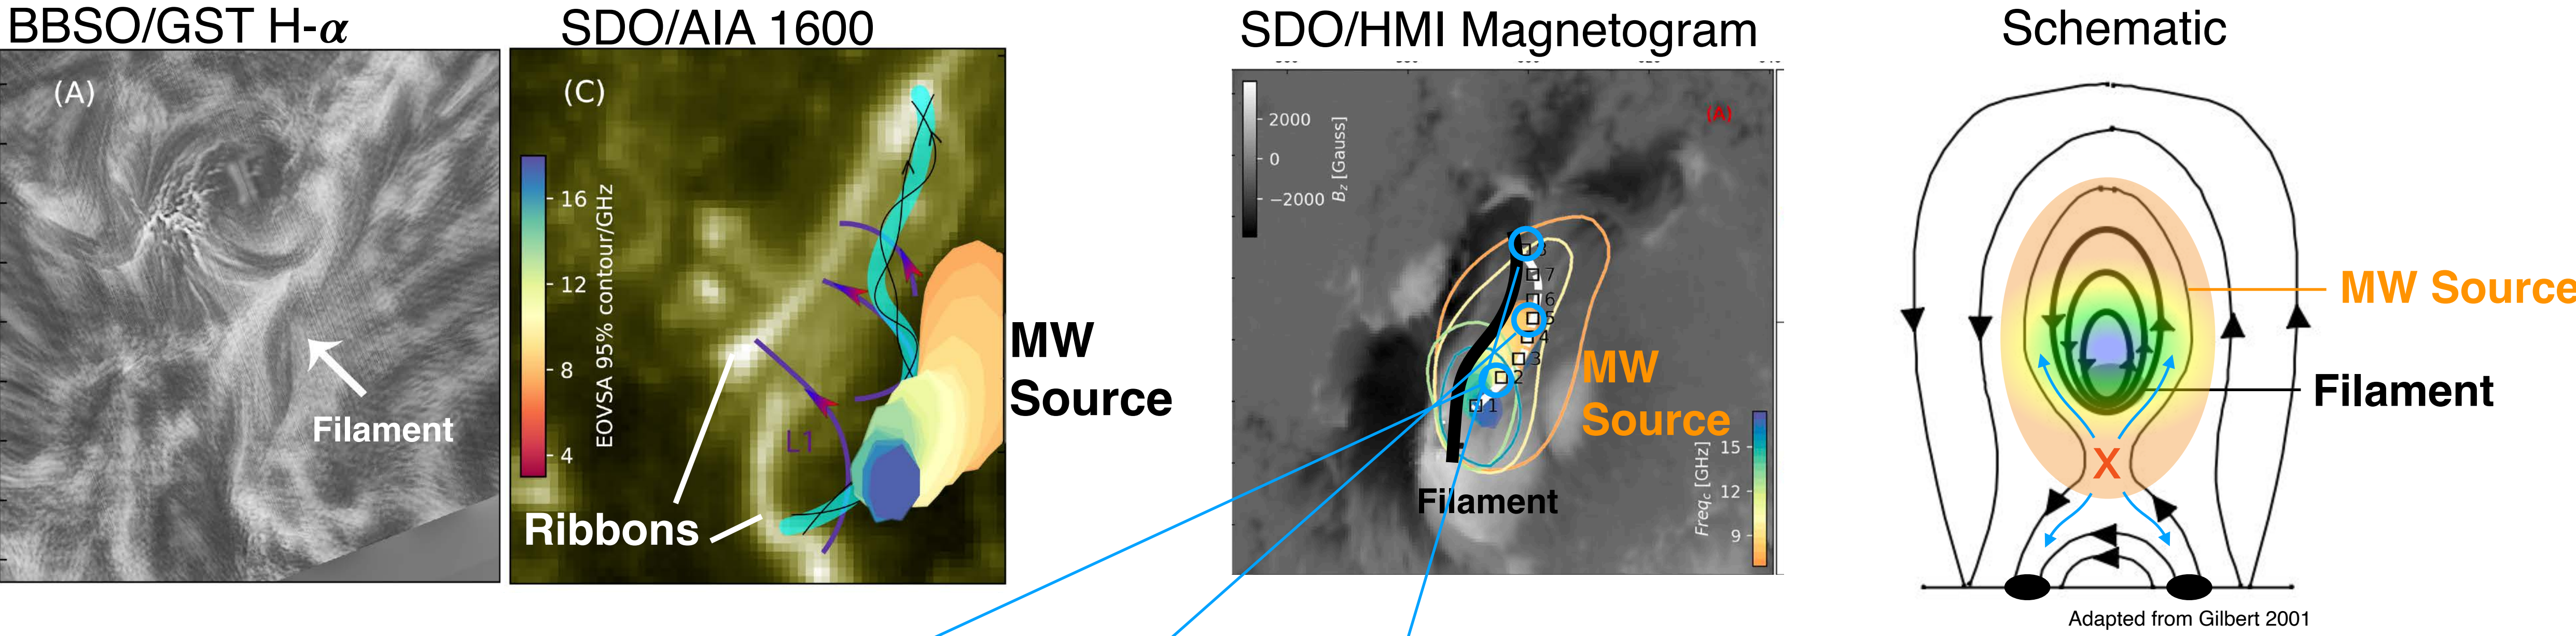 BBSO/GST H-α
SDO/AIA 1600
SDO/HMI Magnetogram
Schematic
(A)
Filament
(C)
16
12
8
4
EOVSA 95% contour/GHz
L1
Ribbons
MW
Source
2000
0
−2000
Bz [Gauss]
(A)
8
7
6
5
4
3
2
1
MW
Source
Filament
15
12
9
Freqc [GHz]
MW Source
Filament
X
Adapted from Gilbert 2001